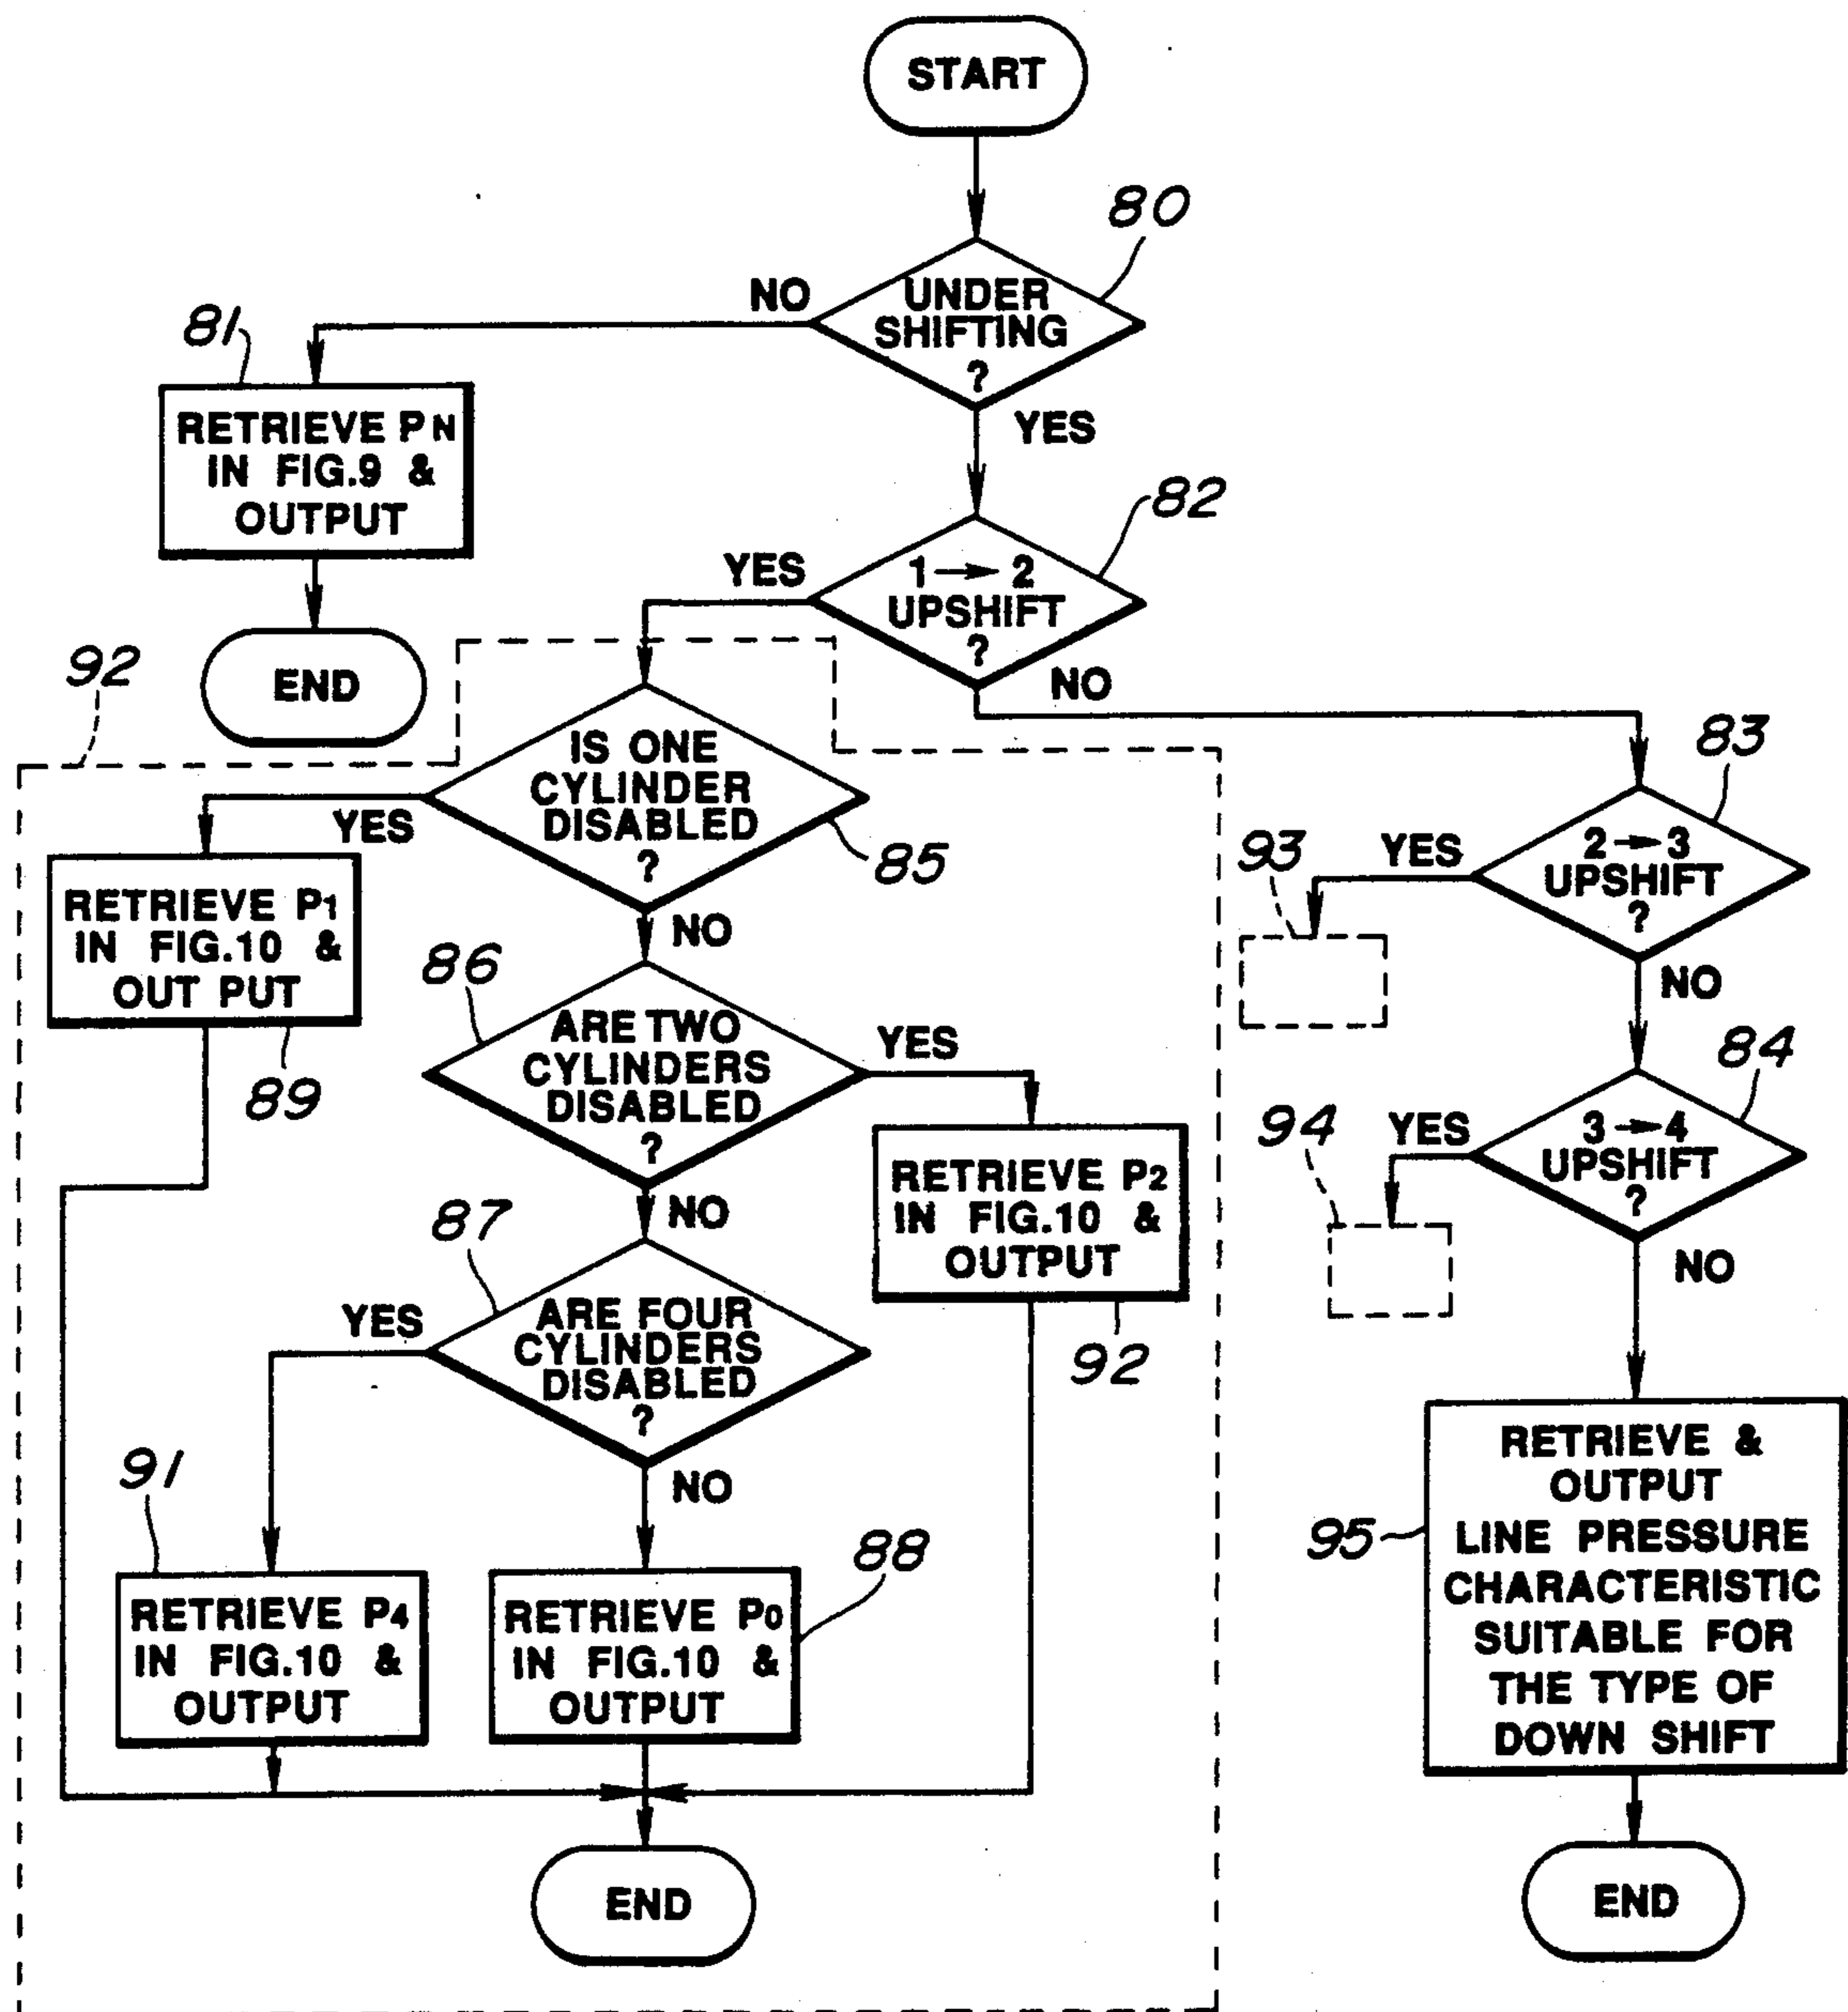 START
80
UNDER
SHIFTING
?
NO
YES
81
RETRIEVE PN
IN FIG.9 &
OUTPUT
END
82
1 → 2
UPSHIFT
?
YES
NO
92
IS ONE
CYLINDER
DISABLED
?
85
YES
NO
RETRIEVE P1
IN FIG.10 &
OUT PUT
89
86
ARE TWO
CYLINDERS
DISABLED
?
YES
NO
RETRIEVE P2
IN FIG.10 &
OUTPUT
92
87
ARE FOUR
CYLINDERS
DISABLED
?
YES
NO
91
RETRIEVE P4
IN FIG.10 &
OUTPUT
88
RETRIEVE P0
IN FIG.10 &
OUTPUT
END
83
2 → 3
UPSHIFT
?
YES
NO
93
84
3 → 4
UPSHIFT
?
YES
NO
94
95
RETRIEVE &
OUTPUT
LINE PRESSURE
CHARACTERISTIC
SUITABLE FOR
THE TYPE OF
DOWN SHIFT
END